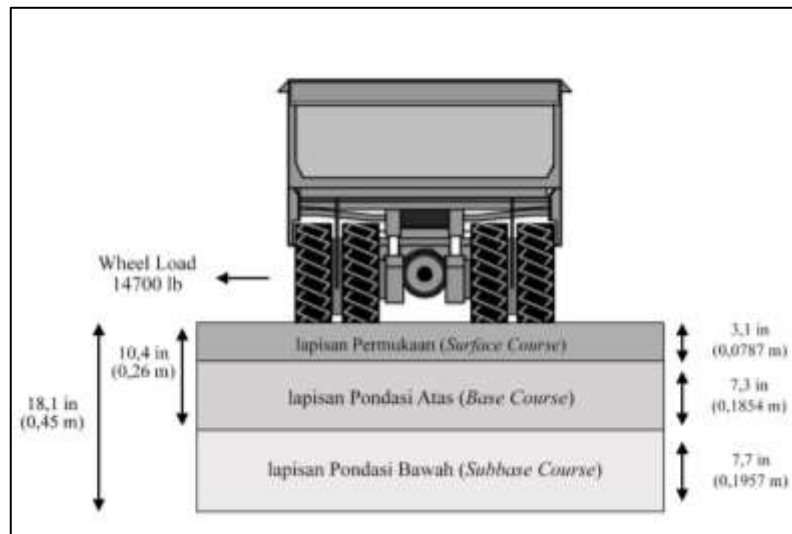 Wheel Load
14700 lb
lapisan Permukaan (Surface Course)
3,1 in
(0,0787 m)
10,4 in
(0,26 m)
18,1 in
(0,45 m)
lapisan Pondasi Atas (Base Course)
7,3 in
(0,1854 m)
lapisan Pondasi Bawah (Subbase Course)
7,7 in
(0,1957 m)